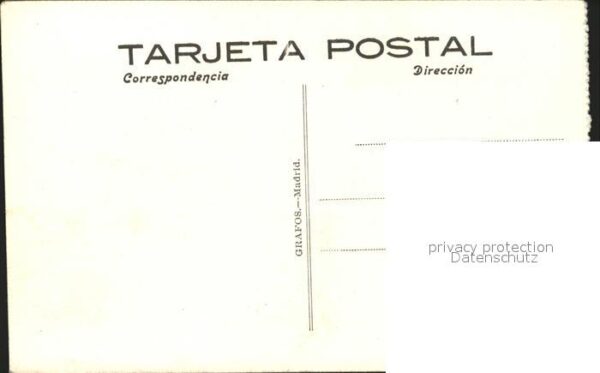 TARJETA POSTAL
Correspondencia
Dirección
GRAFOS.—Madrid.
privacy protection
Datenschutz